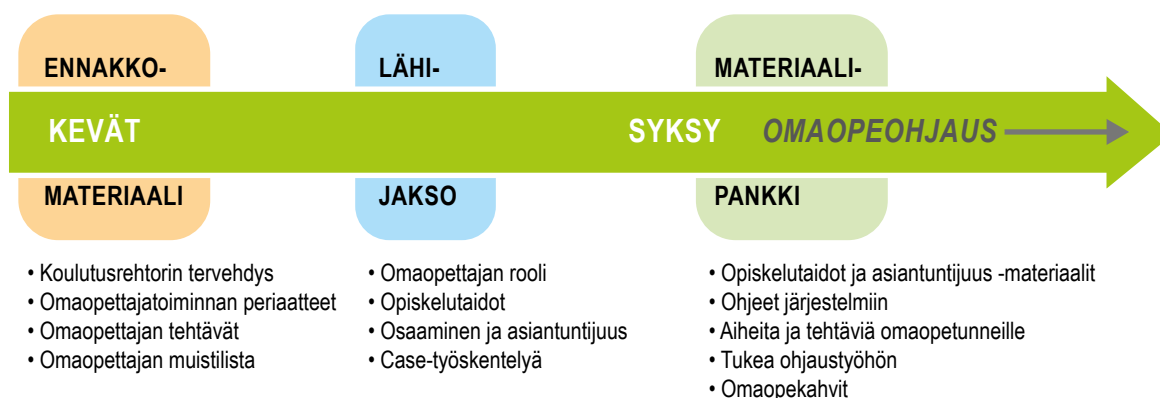 ENNAKKO-
LÄHI-
MATERIAALI-
KEVÄT
SYKSY OMAOPEOHJAUS
MATERIAALI
JAKSO
PANKKI
• Koulutusrehtorin tervehdys
• Omaopettajatoiminnan periaatteet
• Omaopettajan tehtävät
• Omaopettajan muistilista
• Omaopettajan rooli
• Opiskelutaidot
• Osaaminen ja asiantuntijuus
• Case-työskentelyä
• Opiskelutaidot ja asiantuntijuus -materiaalit
• Ohjeet järjestelmiin
• Aiheita ja tehtäviä omaopetunneille
• Tukea ohjaustyöhön
• Omaopekahvit